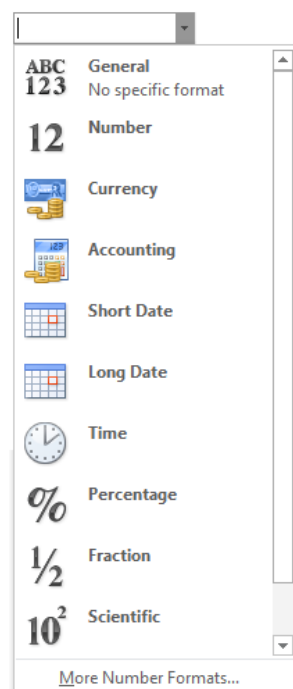 ABC
123
General
No specific format
12
Number
Currency
123
Accounting
Short Date
Long Date
Time
%
Percentage
1/2
Fraction
10²
Scientific
More Number Formats...